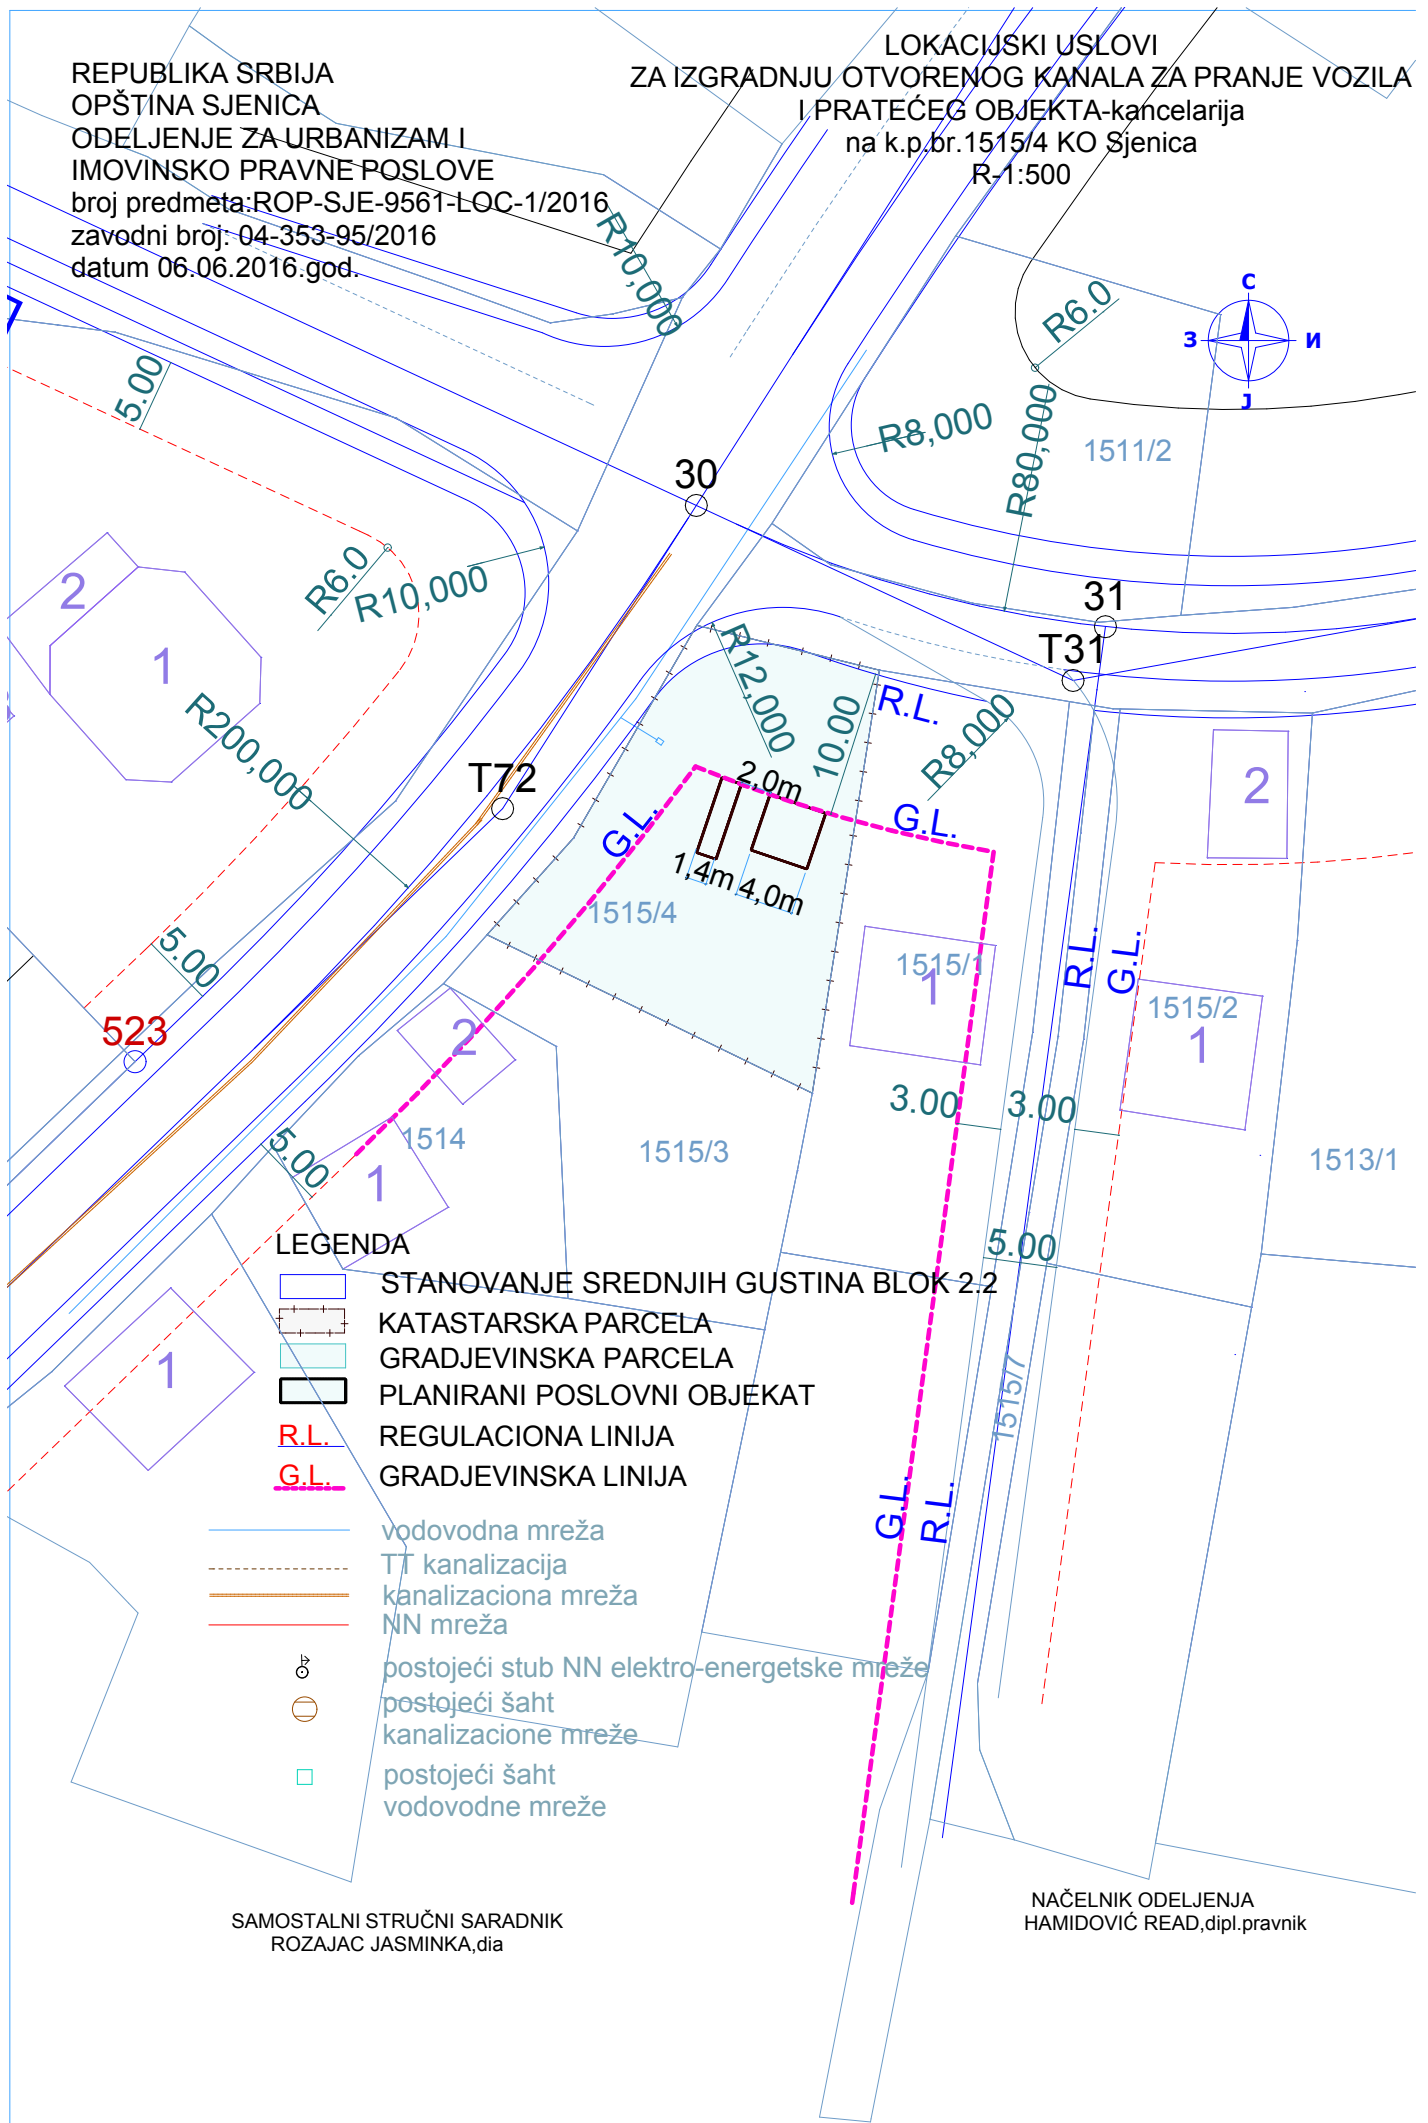 REPUBLIKA SRBIJA
OPŠTINA SJENICA
ODELJENJE ZA URBANIZAM I
IMOVINSKO PRAVNE POSLOVE
broj predmeta:ROP-SJE-9561-LOC-1/2016
zavodni broj: 04-353-95/2016
datum 06.06.2016.god.
LOKACIJSKI USLOVI
ZA IZGRADNJU OTVORENOG KANALA ZA PRANJE VOZILA
I PRATEĆEG OBJEKTA-kancelarija
na k.p.br.1515/4 KO Sjenica
R-1:500
R10,000
С
З
И
Ј
R6.0
5.00
R8,000
R80,000
1511/2
30
R6.0
R10,000
2
1
31
T31
R12,000
10.00
R.L.
R8,000
R200,000
T72
2,0m
G.L.
G.L.
2
1,4m
4,0m
1515/4
5.00
R.L.
G.L.
1515/1
1
1515/2
1
523
2
3.00
3.00
1514
1515/3
1513/1
5.00
1
5.00
LEGENDA
STANOVANJE SREDNJIH GUSTINA BLOK 2.2
KATASTARSKA PARCELA
GRADJEVINSKA PARCELA
PLANIRANI POSLOVNI OBJEKAT
R.L. REGULACIONA LINIJA
G.L. GRADJEVINSKA LINIJA
1
1515/7
G.L.
R.L.
vodovodna mreža
TT kanalizacija
kanalizaciona mreža
NN mreža
postojeći stub NN elektro-energetske mreže
postojeći šaht
kanalizacione mreže
postojeći šaht
vodovodne mreže
SAMOSTALNI STRUČNI SARADNIK
ROZAJAC JASMINKA,dia
NAČELNIK ODELJENJA
HAMIDOVIĆ READ,dipl.pravnik